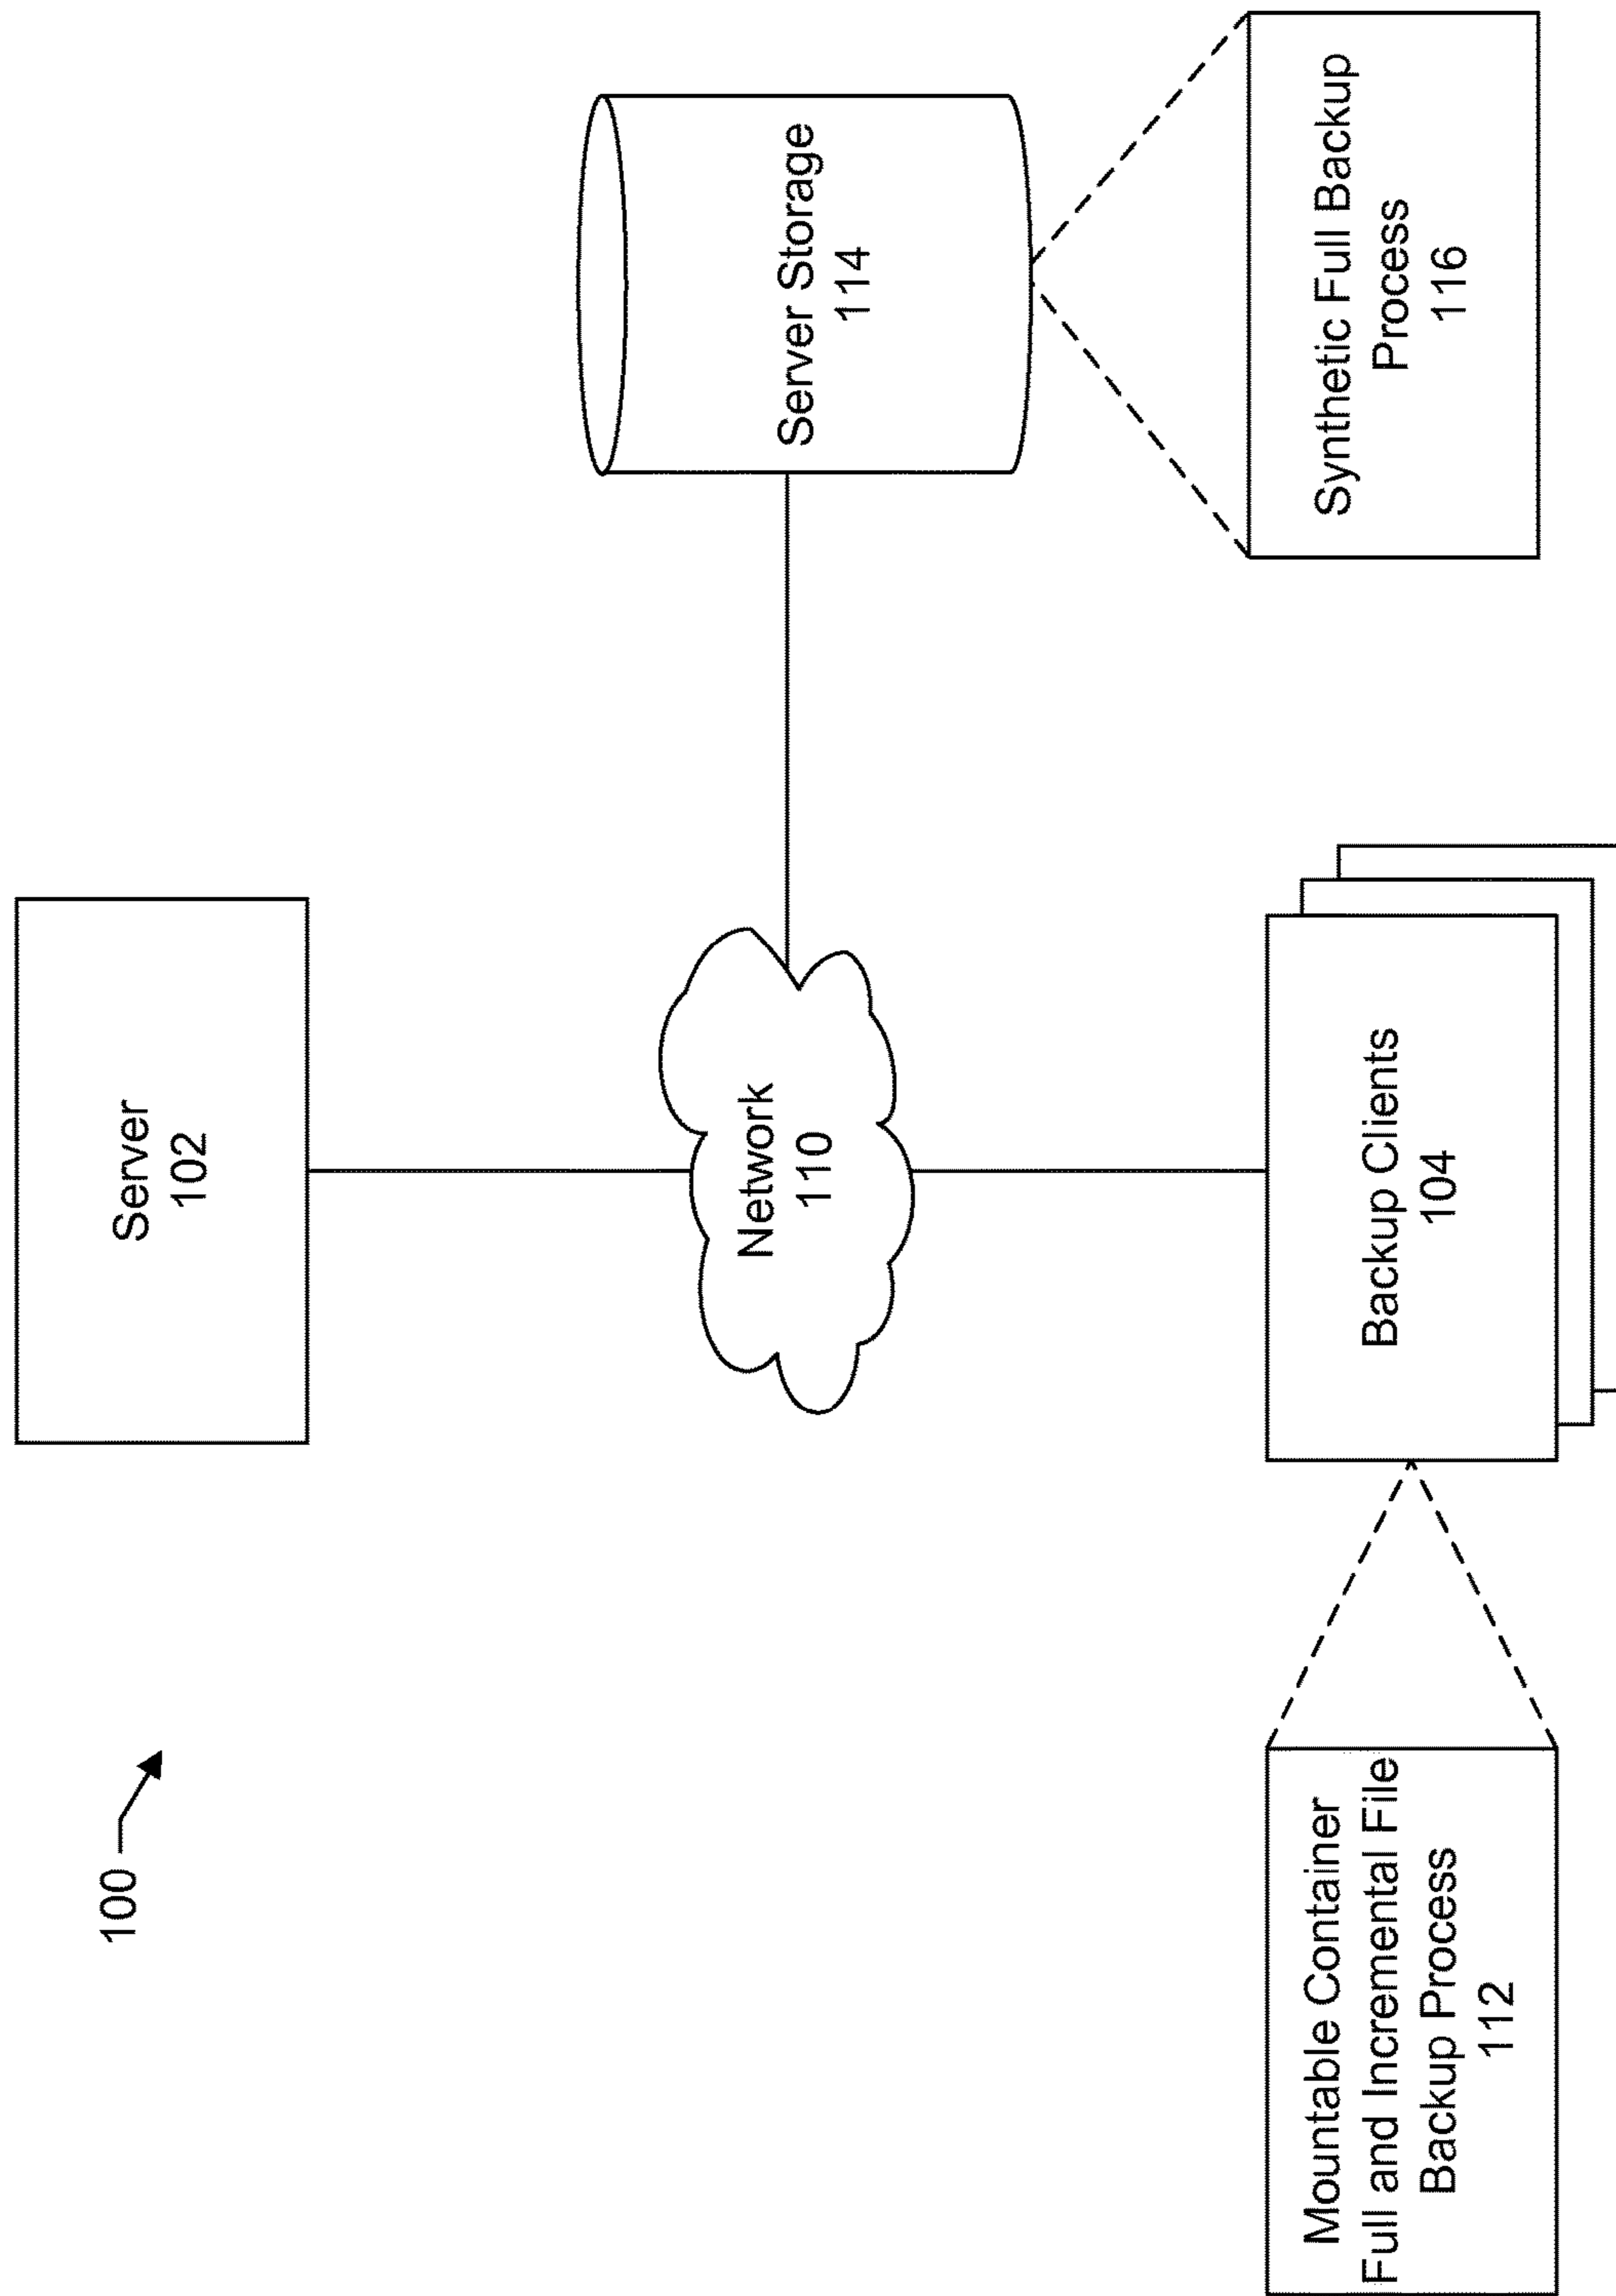 100
Server
102
Network
110
Server Storage
114
Mountable Container
Full and Incremental File
Backup Process
112
Backup Clients
104
Synthetic Full Backup
Process
116